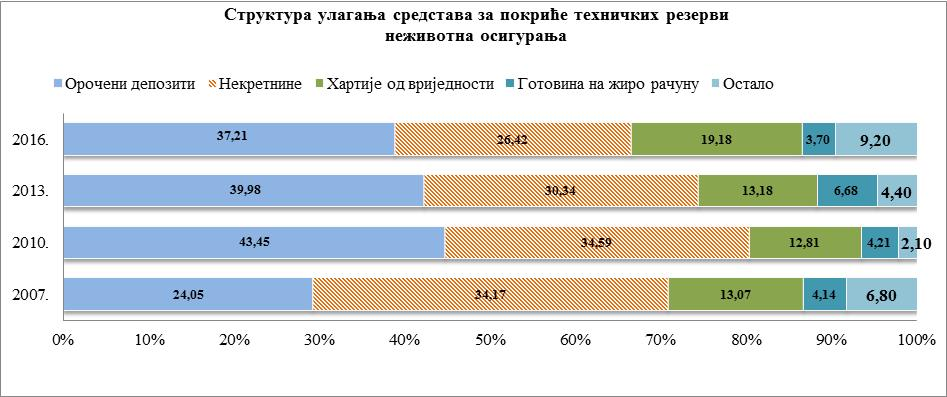 Структура улагања средстава за покриће техничких резерви
неживотна осигурања
Орочени депозити Некретнине Хартије од вриједности Готовина на жиро рачуну Остало
2016. 37,21 26,42 19,18 3,70 9,20
2013. 39,98 30,34 13,18 6,68 4,40
2010. 43,45 34,59 12,81 4,21 2,10
2007. 24,05 34,17 13,07 4,14 6,80
0% 10% 20% 30% 40% 50% 60% 70% 80% 90% 100%